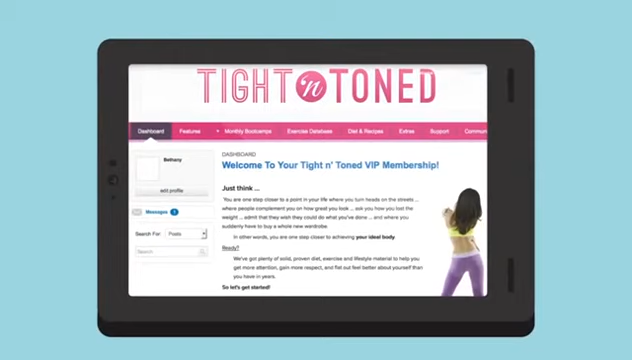 TIGHT 'n TONED
Dashboard Features Monthly Bootcamps Exercise Database Diet & Recipes Extras Support Commun
Bethany
edit profile
Messages 1
Search For: Posts
Search
DASHBOARD
Welcome To Your Tight n' Toned VIP Membership!
Just think ...
You are one step closer to a point in your life where you turn heads on the streets ...
where people compliment you on how great you look ... ask you how you lost the
weight ... admit that they wish they could do what you've done ... and where you
suddenly have to buy a whole new wardrobe.
In other words, you are one step closer to achieving your ideal body.
Ready?
We've got plenty of solid, proven diet, exercise and lifestyle material to help you
get more attention, gain more respect, and flat out feel better about yourself than
you have in years.
So let's get started!